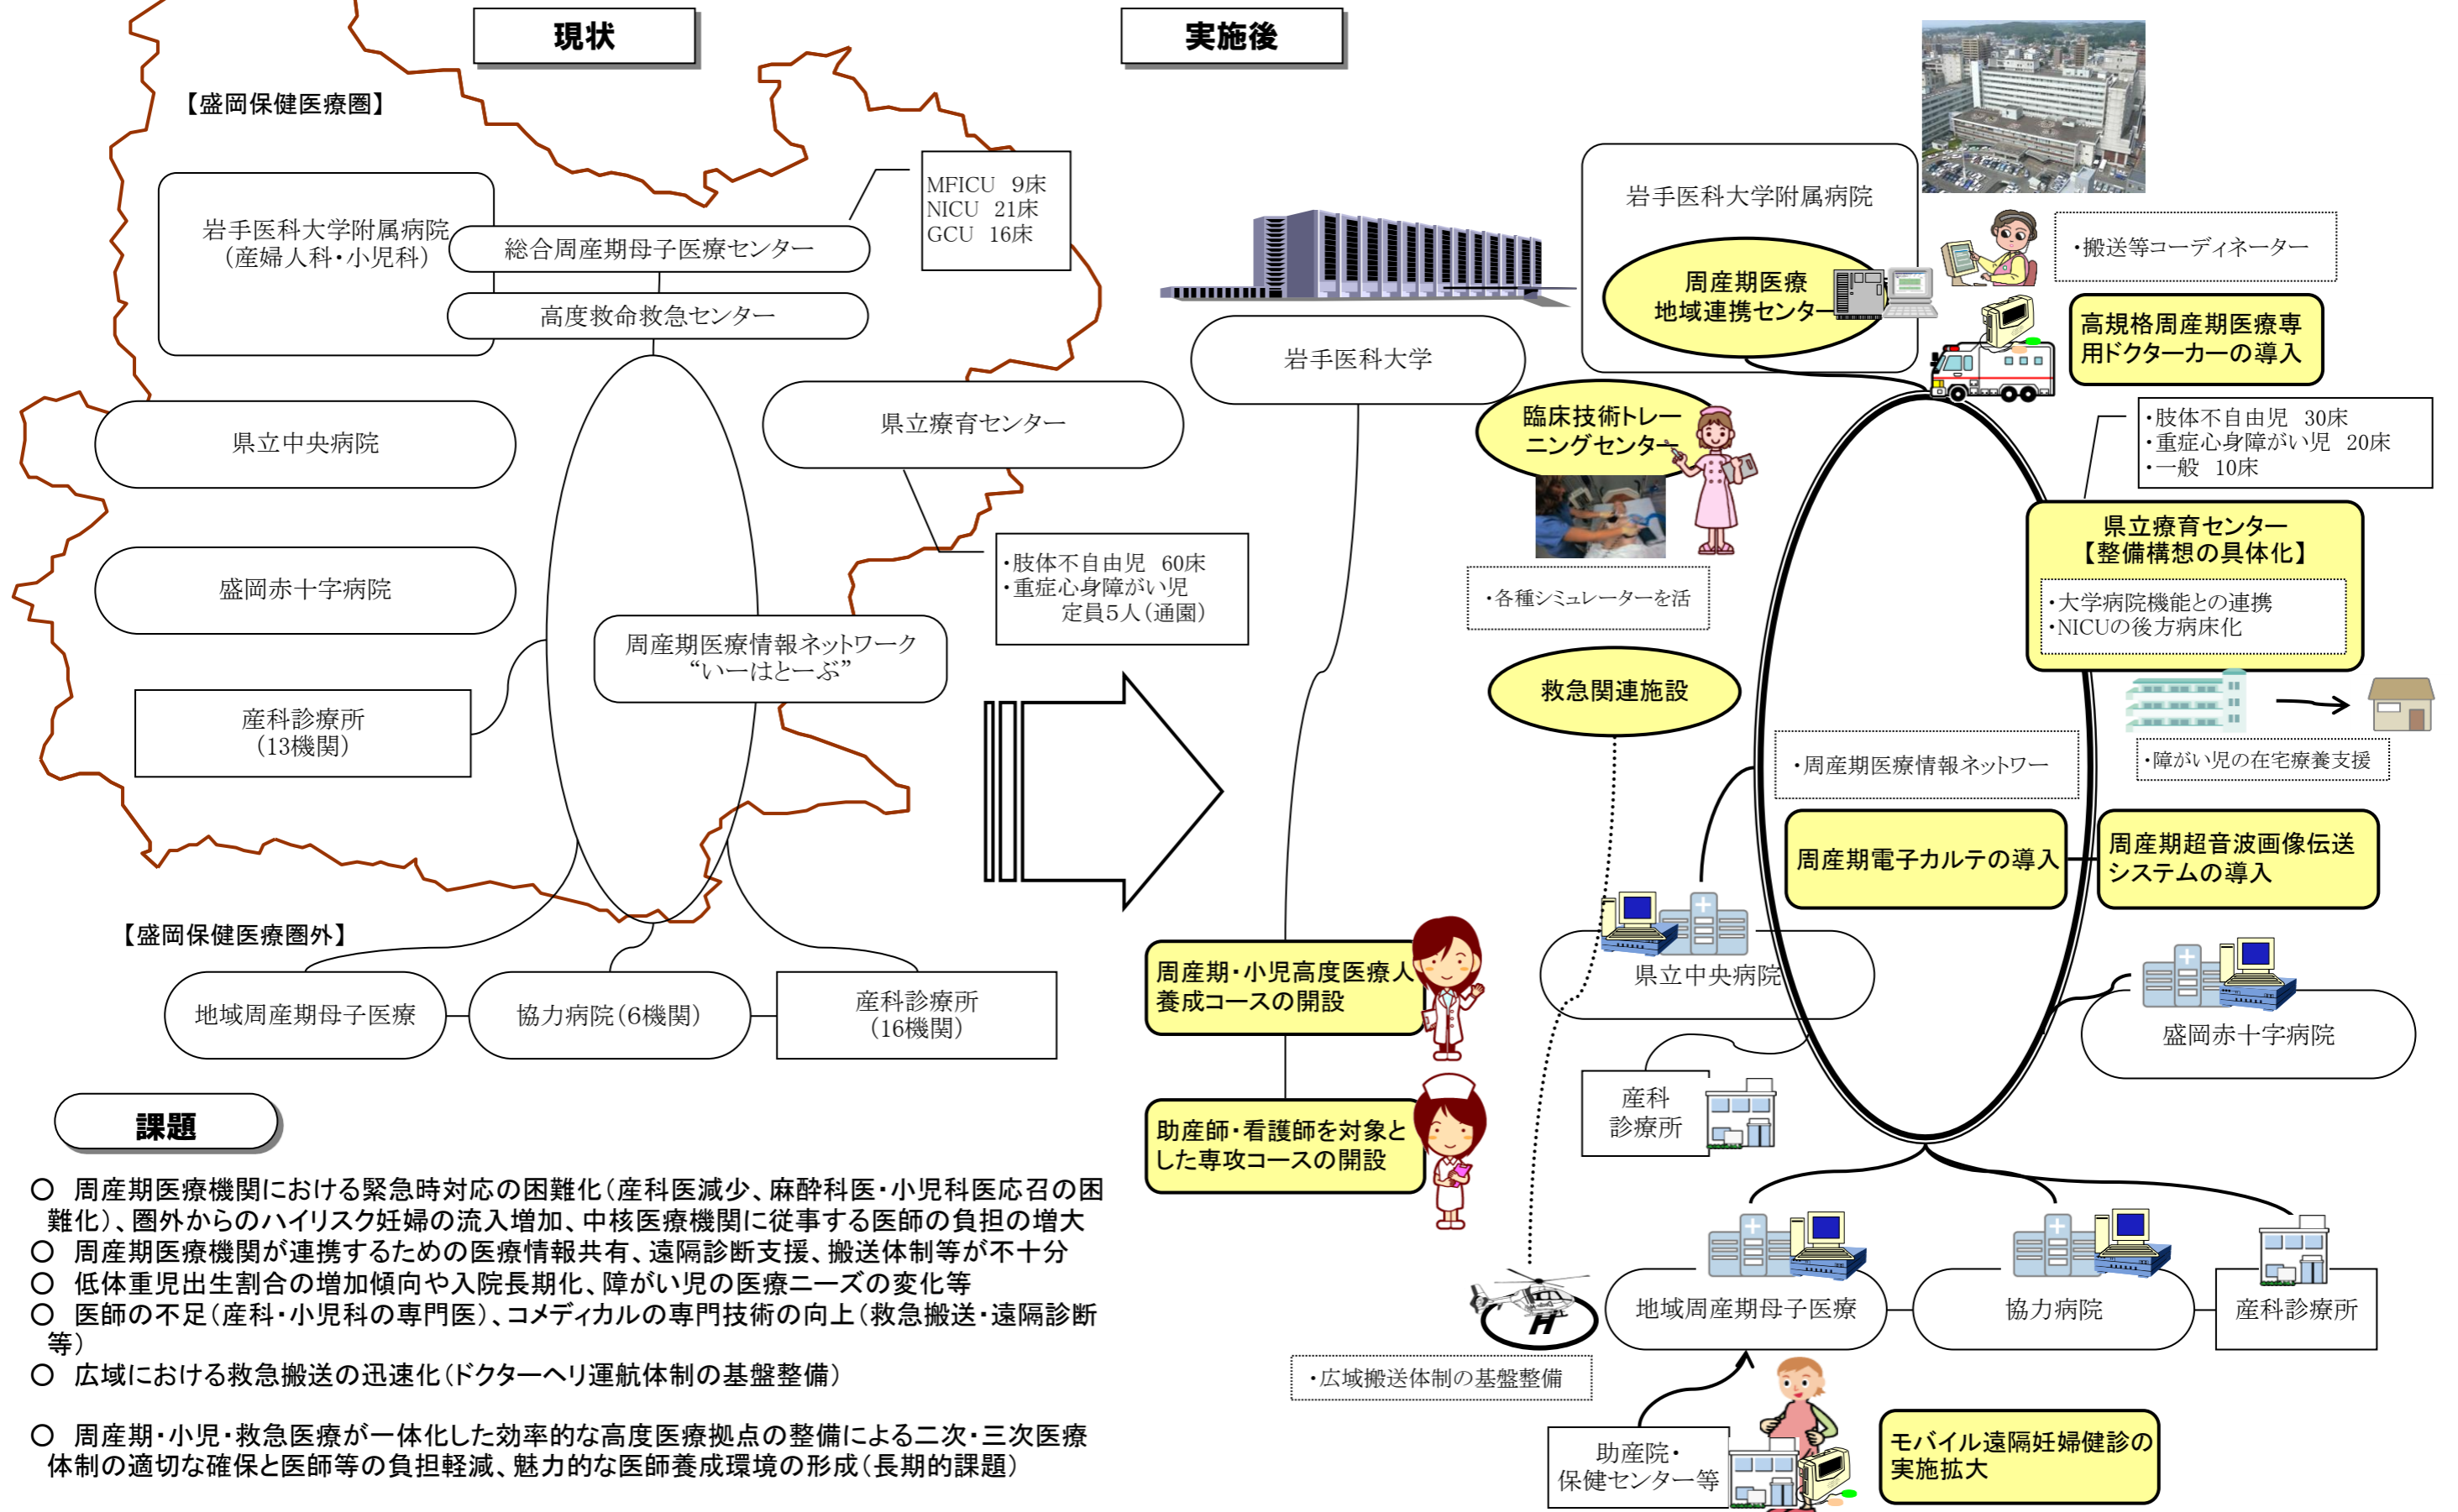 現状
【盛岡保健医療圏】
岩手医科大学附属病院
(産婦人科・小児科)
総合周産期母子医療センター
高度救命救急センター
MFICU 9床
NICU 21床
GCU 16床
県立中央病院
県立療育センター
盛岡赤十字病院
・肢体不自由児 60床
・重症心身障がい児
定員5人(通園)
周産期医療情報ネットワーク
“いーはとーぶ”
産科診療所
(13機関)
【盛岡保健医療圏外】
地域周産期母子医療
協力病院(6機関)
産科診療所
(16機関)
課題
○ 周産期医療機関における緊急時対応の困難化(産科医減少、麻酔科医・小児科医応召の困
難化)、圏外からのハイリスク妊婦の流入増加、中核医療機関に従事する医師の負担の増大
○ 周産期医療機関が連携するための医療情報共有、遠隔診断支援、搬送体制等が不十分
○ 低体重児出生割合の増加傾向や入院長期化、障がい児の医療ニーズの変化等
○ 医師の不足(産科・小児科の専門医)、コメディカルの専門技術の向上(救急搬送・遠隔診断
等)
○ 広域における救急搬送の迅速化(ドクターヘリ運航体制の基盤整備)
○ 周産期・小児・救急医療が一体化した効率的な高度医療拠点の整備による二次・三次医療
体制の適切な確保と医師等の負担軽減、魅力的な医師養成環境の形成(長期的課題)
実施後
岩手医科大学附属病院
周産期医療
地域連携センター
・搬送等コーディネーター
高規格周産期医療専
用ドクターカーの導入
岩手医科大学
臨床技術トレー
ニングセンター
・各種シミュレーターを活
・肢体不自由児 30床
・重症心身障がい児 20床
・一般 10床
県立療育センター
【整備構想の具体化】
・大学病院機能との連携
・NICUの後方病床化
救急関連施設
・障がい児の在宅療養支援
・周産期医療情報ネットワー
周産期電子カルテの導入
周産期超音波画像伝送
システムの導入
周産期・小児高度医療人
養成コースの開設
県立中央病院
盛岡赤十字病院
産科
診療所
助産師・看護師を対象と
した専攻コースの開設
H
・広域搬送体制の基盤整備
地域周産期母子医療
協力病院
産科診療所
助産院・
保健センター等
モバイル遠隔妊婦健診の
実施拡大